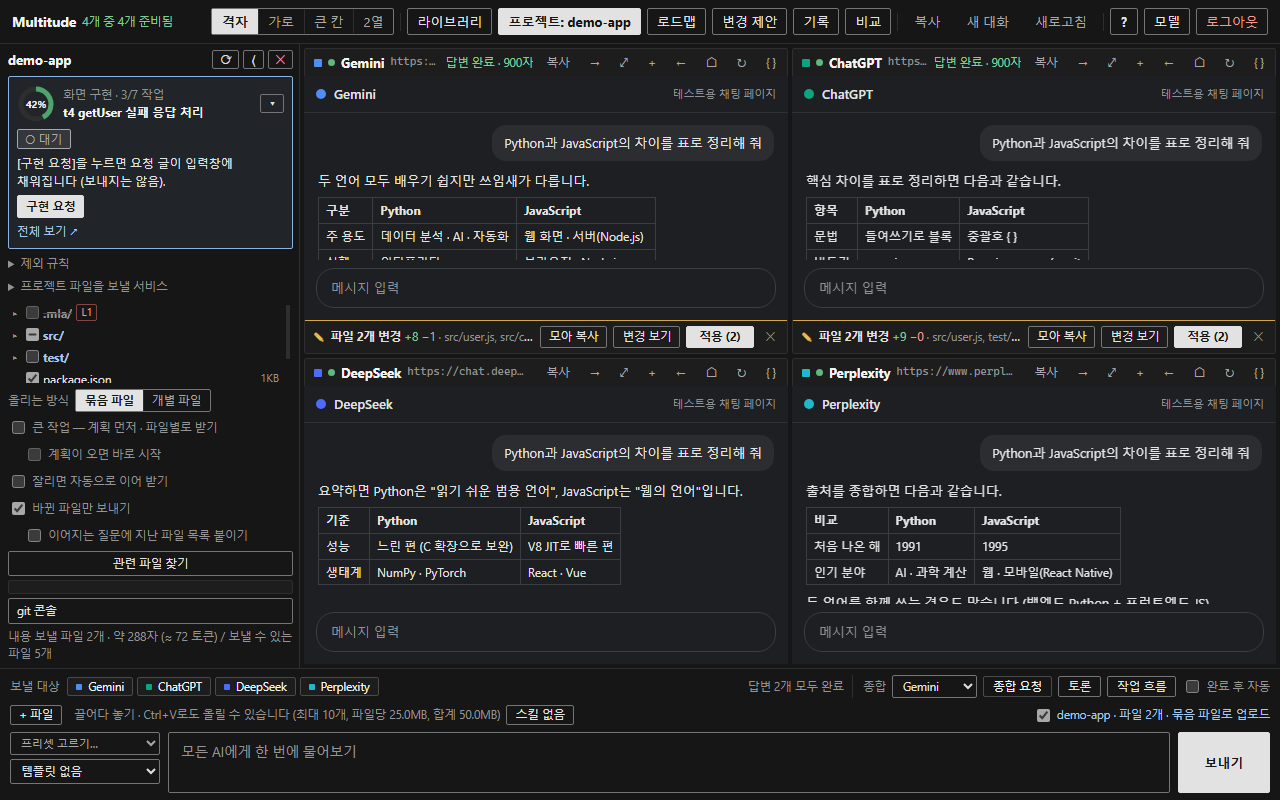 Multitude 4개 중 4개 준비됨 격자 가로 큰 칸 2열 라이브러리 프로젝트: demo-app 로드맵 변경 제안 기록 비교 복사 새 대화 새로고침 ? 모델 로그아웃
demo-app
42% 화면 구현 · 3/7 작업
t4 getUser 실패 응답 처리
대기
[구현 요청]을 누르면 요청 글이 입력창에
채워집니다 (보내지는 않음).
구현 요청
전체 보기 ↗
제외 규칙
프로젝트 파일을 보낼 서비스
.mla/ L1
src/
test/
package.json 1KB
올리는 방식 묶음 파일 개별 파일
큰 작업 — 계획 먼저 · 파일별로 받기
계획이 오면 바로 시작
잘리면 자동으로 이어 받기
바뀐 파일만 보내기
이어지는 질문에 지난 파일 목록 붙이기
관련 파일 찾기
git 콘솔
내용 보낼 파일 2개 · 약 288자 (≈ 72 토큰) / 보낼 수 있는
파일 5개
Gemini https:... 답변 완료 · 900자 복사 → ⤢ + ← ↻ { }
Gemini 테스트용 채팅 페이지
Python과 JavaScript의 차이를 표로 정리해 줘
두 언어 모두 배우기 쉽지만 쓰임새가 다릅니다.
구분 Python JavaScript
주 용도 데이터 분석 · AI · 자동화 웹 화면 · 서버(Node.js)
메시지 입력
파일 2개 변경 +8 −1 · src/user.js, src/c... 모아 복사 변경 보기 적용 (2) ×
ChatGPT https... 답변 완료 · 900자 복사 → ⤢ + ← ↻ { }
ChatGPT 테스트용 채팅 페이지
Python과 JavaScript의 차이를 표로 정리해 줘
핵심 차이를 표로 정리하면 다음과 같습니다.
항목 Python JavaScript
문법 들여쓰기로 블록 중괄호 { }
메시지 입력
파일 2개 변경 +9 −0 · src/user.js, test/... 모아 복사 변경 보기 적용 (2) ×
DeepSeek https://chat.deep... 복사 → ⤢ + ← ↻ { }
DeepSeek 테스트용 채팅 페이지
Python과 JavaScript의 차이를 표로 정리해 줘
요약하면 Python은 "읽기 쉬운 범용 언어", JavaScript는 "웹의 언어"입니다.
기준 Python JavaScript
성능 느린 편 (C 확장으로 보완) V8 JIT로 빠른 편
생태계 NumPy · PyTorch React · Vue
메시지 입력
Perplexity https://www.perpl... 복사 → ⤢ + ← ↻ { }
Perplexity 테스트용 채팅 페이지
Python과 JavaScript의 차이를 표로 정리해 줘
출처를 종합하면 다음과 같습니다.
비교 Python JavaScript
처음 나온 해 1991 1995
인기 분야 AI · 과학 계산 웹 · 모바일(React Native)
두 언어를 함께 쓰는 경우도 많습니다 (백엔드 Python + 프런트엔드 JS)
메시지 입력
보낼 대상 Gemini ChatGPT DeepSeek Perplexity 답변 2개 모두 완료 종합 Gemini 종합 요청 토론 작업 흐름 완료 후 자동
+ 파일 끌어다 놓기 · Ctrl+V로도 올릴 수 있습니다 (최대 10개, 파일당 25.0MB, 합계 50.0MB) 스킬 없음 demo-app · 파일 2개 · 묶음 파일로 업로드
프리셋 고르기...
템플릿 없음
모든 AI에게 한 번에 물어보기
보내기